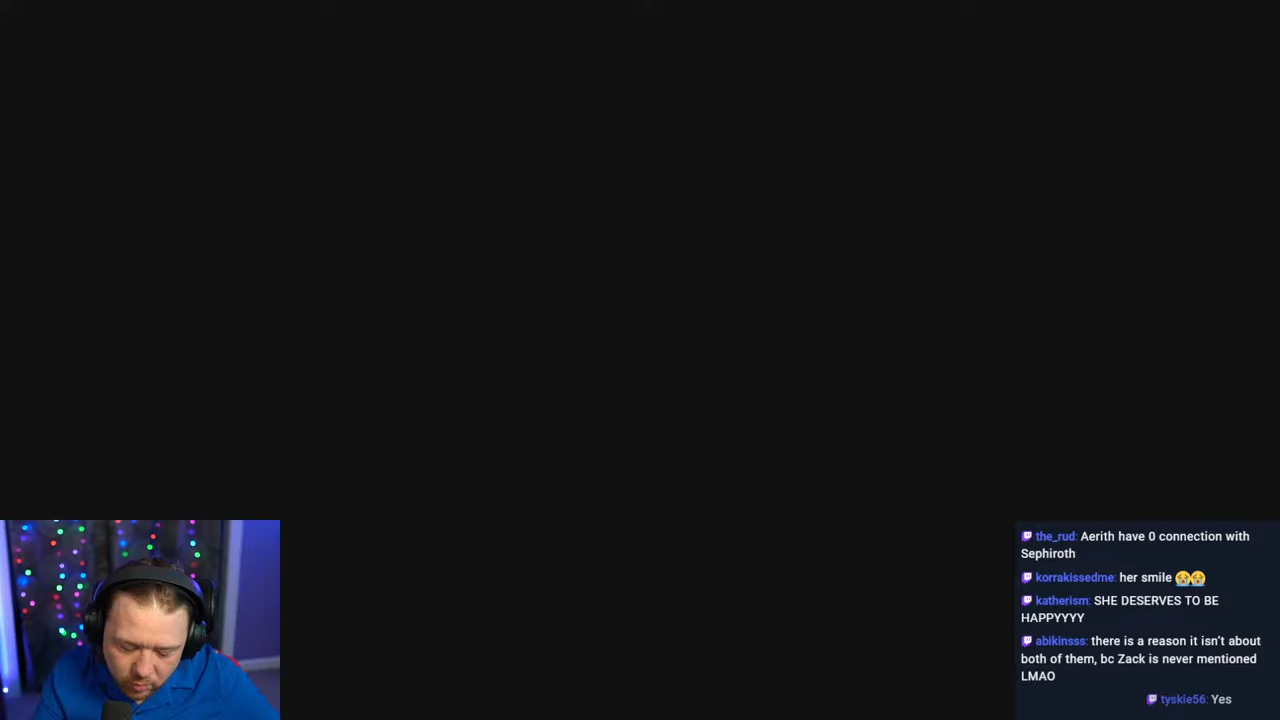 the_rud: Aerith have 0 connection with
Sephiroth
korrakissedme: her smile 😭😭
katherism: SHE DESERVES TO BE
HAPPYYYY
abikinsss: there is a reason it isn't about
both of them, bc Zack is never mentioned
LMAO
tyskie56: Yes